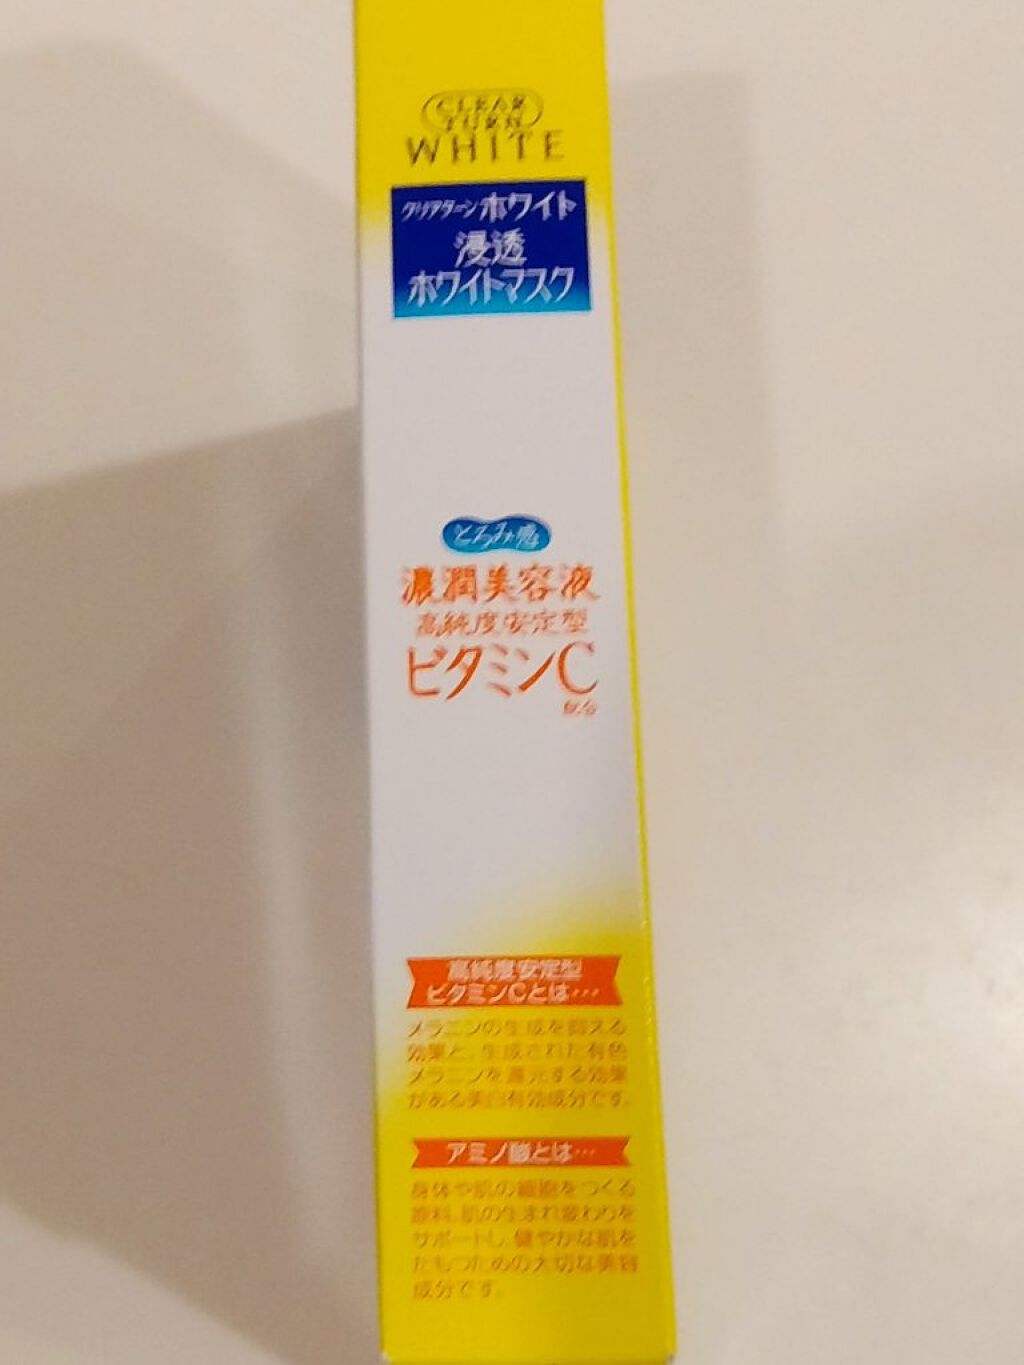 CLEAR
TURN
WHITE
クリアターンホワイト
浸透
ホワイトマスク
とろみ感
濃潤美容液
高純度安定型
ビタミンC
配合
高純度安定型
ビタミンCとは…
メラニンの生成を抑える
効果と、生成された有色
メラニンを還元する効果
がある美白有効成分です。
アミノ酸とは…
身体や肌の細胞をつくる
原料。肌の生まれ変わりを
サポートし、健やかな肌を
たもつための大切な美容
成分です。